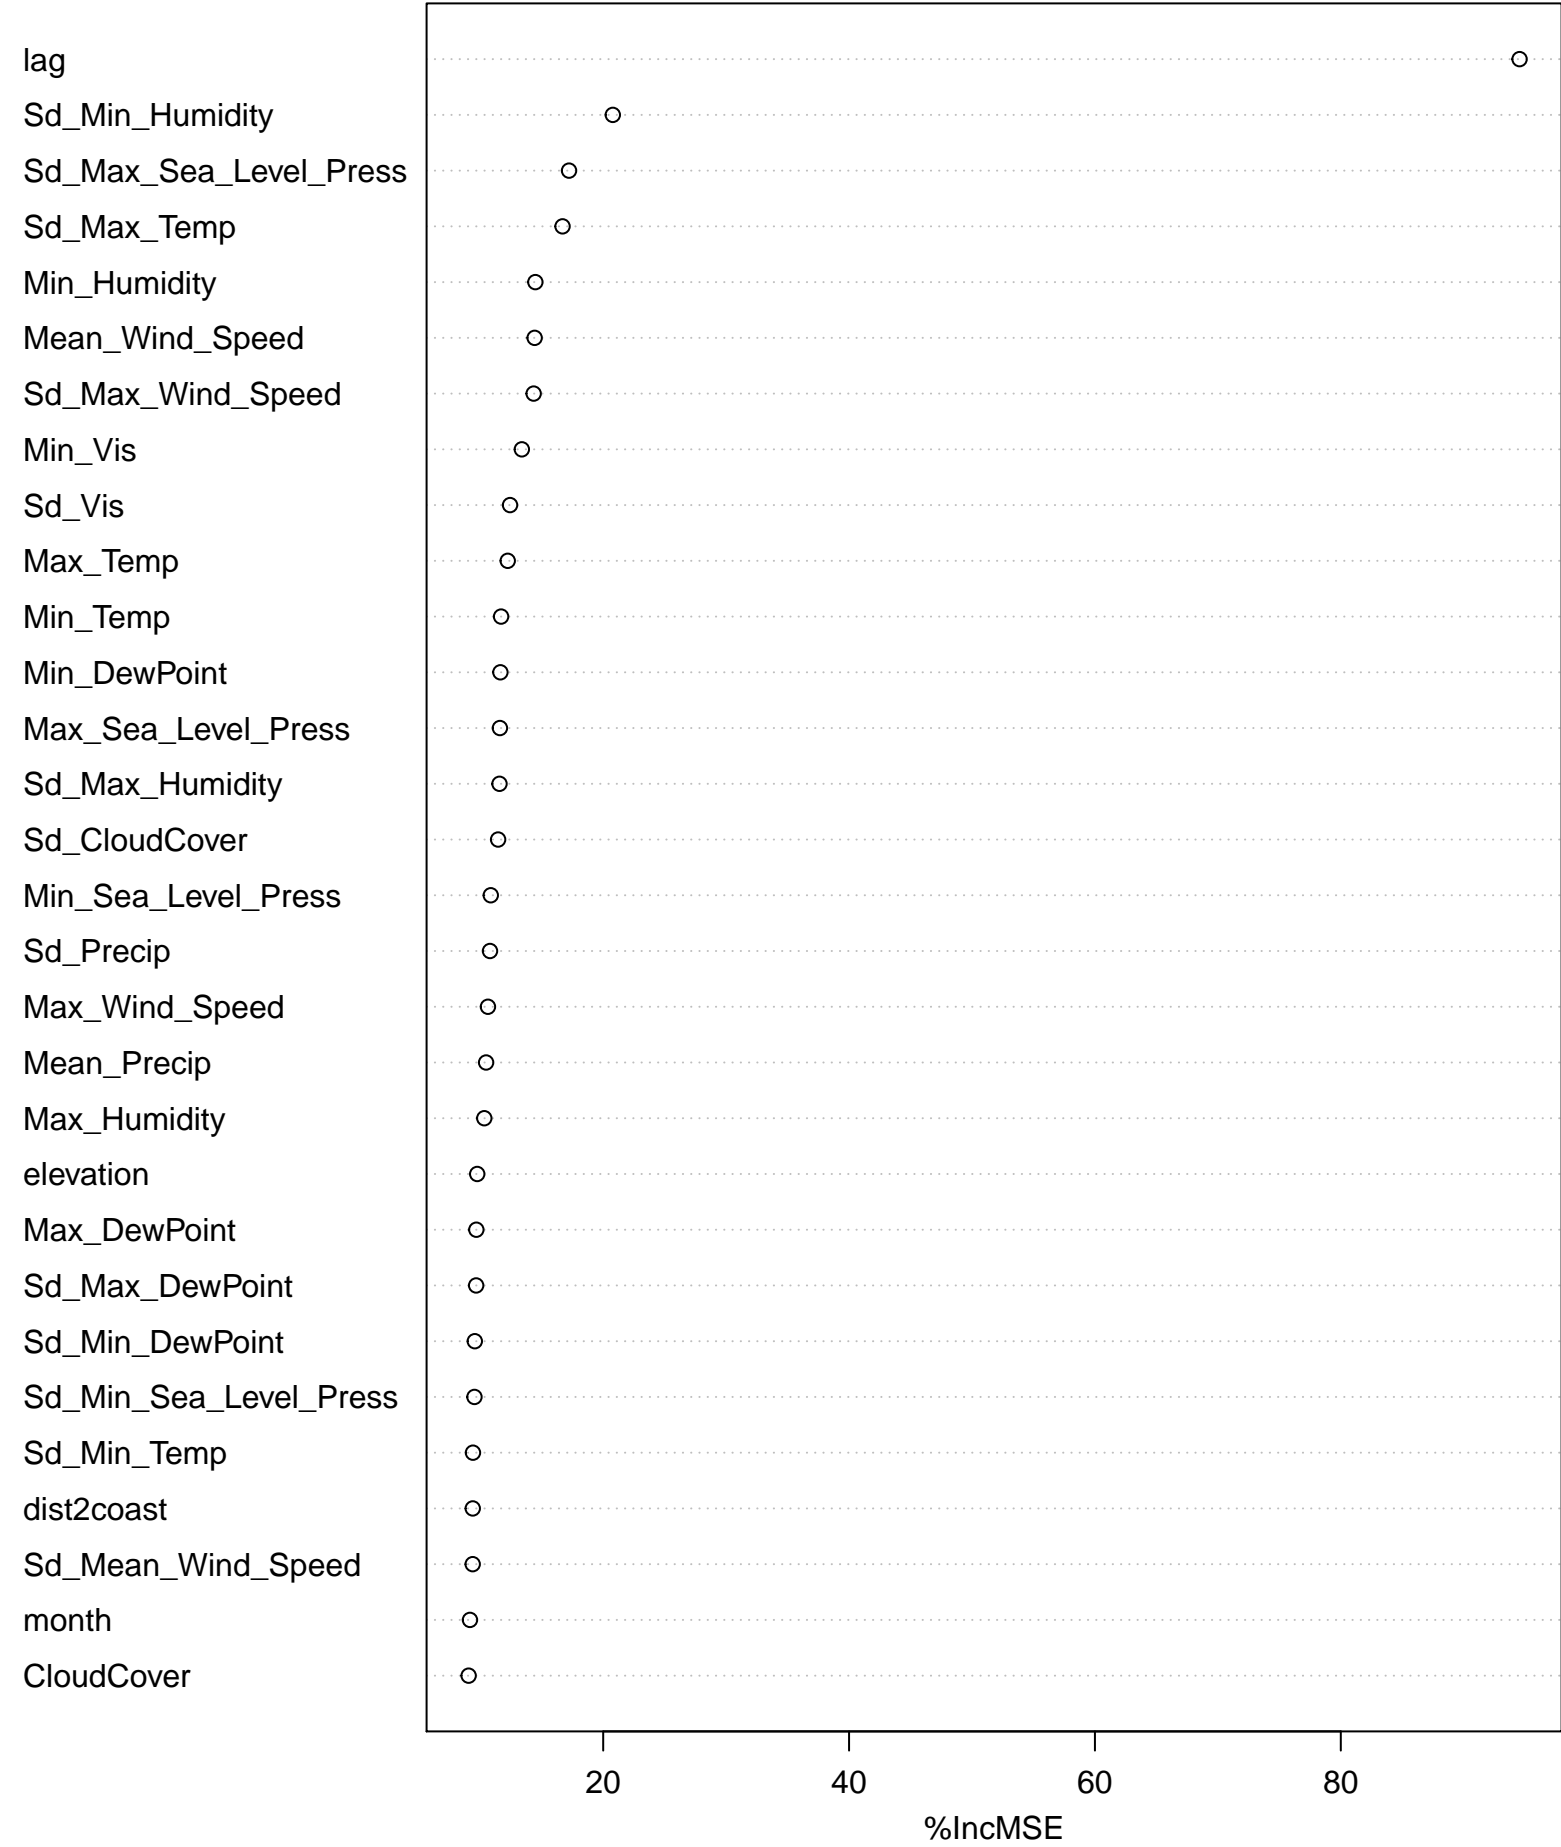 lag
Sd_Min_Humidity
Sd_Max_Sea_Level_Press
Sd_Max_Temp
Min_Humidity
Mean_Wind_Speed
Sd_Max_Wind_Speed
Min_Vis
Sd_Vis
Max_Temp
Min_Temp
Min_DewPoint
Max_Sea_Level_Press
Sd_Max_Humidity
Sd_CloudCover
Min_Sea_Level_Press
Sd_Precip
Max_Wind_Speed
Mean_Precip
Max_Humidity
elevation
Max_DewPoint
Sd_Max_DewPoint
Sd_Min_DewPoint
Sd_Min_Sea_Level_Press
Sd_Min_Temp
dist2coast
Sd_Mean_Wind_Speed
month
CloudCover
20 40 60 80
%IncMSE